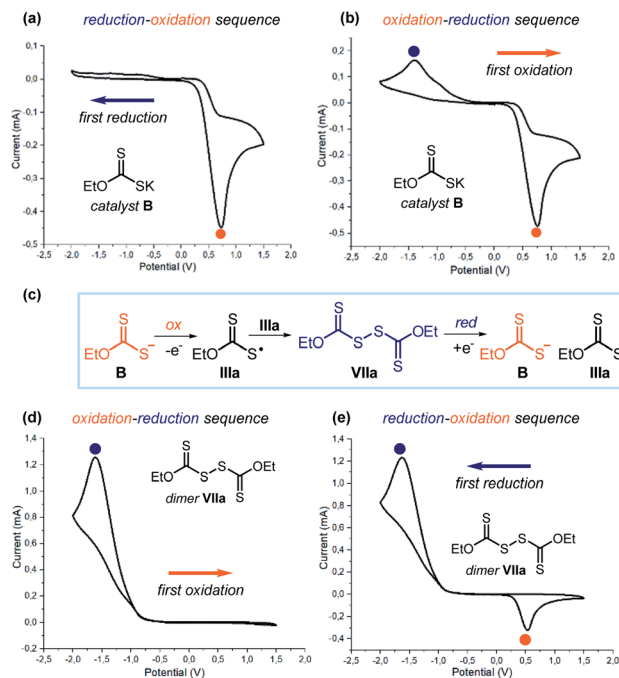 (a) reduction-oxidation sequence
0,1
0,0
-0,1
-0,2
-0,3
-0,4
-0,5
Current (mA)
first reduction
S
EtO SK
catalyst B
-2,5 -2,0 -1,5 -1,0 -0,5 0,0 0,5 1,0 1,5 2,0
Potential (V)
(b) oxidation-reduction sequence
0,2
0,1
0,0
-0,1
-0,2
-0,3
-0,4
-0,5
Current (mA)
first oxidation
S
EtO SK
catalyst B
-2,5 -2,0 -1,5 -1,0 -0,5 0,0 0,5 1,0 1,5 2,0
Potential (V)
(c)
S ox S IIIa S OEt red S S
EtO S⁻ -e⁻ EtO S• EtO S S S +e⁻ EtO S⁻ EtO
B IIIa VIIa B IIIa
(d) oxidation-reduction sequence
1,4
1,2
1,0
0,8
0,6
0,4
0,2
0,0
-0,2
Current (mA)
S
EtO S S OEt
S
dimer VIIa
first oxidation
-2,5 -2,0 -1,5 -1,0 -0,5 0,0 0,5 1,0 1,5 2,0
Potential (V)
(e) reduction-oxidation sequence
1,4
1,2
1,0
0,8
0,6
0,4
0,2
0,0
-0,2
-0,4
Current (mA)
first reduction
S
EtO S S OEt
S
dimer VIIa
-2,5 -2,0 -1,5 -1,0 -0,5 0,0 0,5 1,0 1,5 2,0
Potential (V)